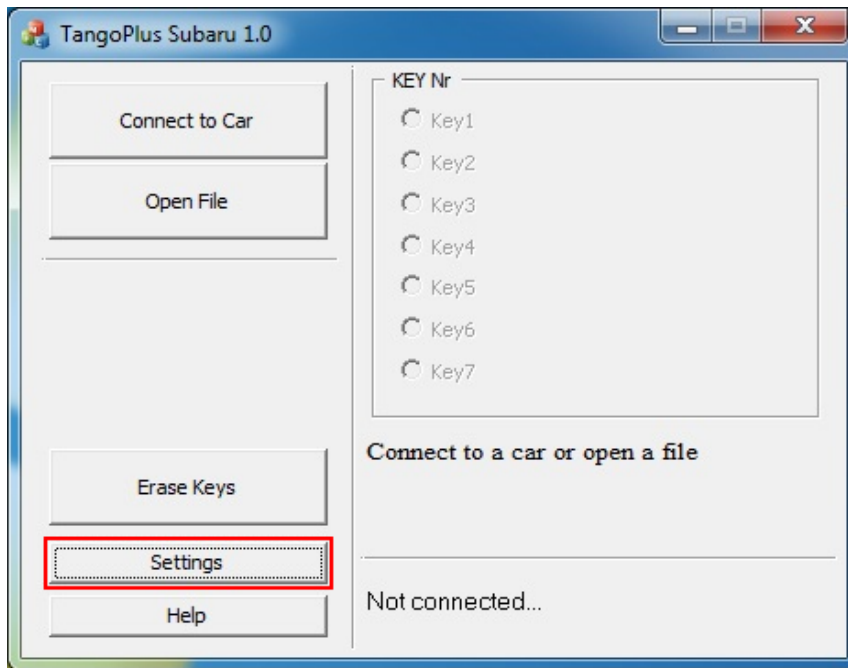 TangoPlus Subaru 1.0
Connect to Car
Open File
Erase Keys
Settings
Help
KEY Nr
Key1
Key2
Key3
Key4
Key5
Key6
Key7
Connect to a car or open a file
Not connected...